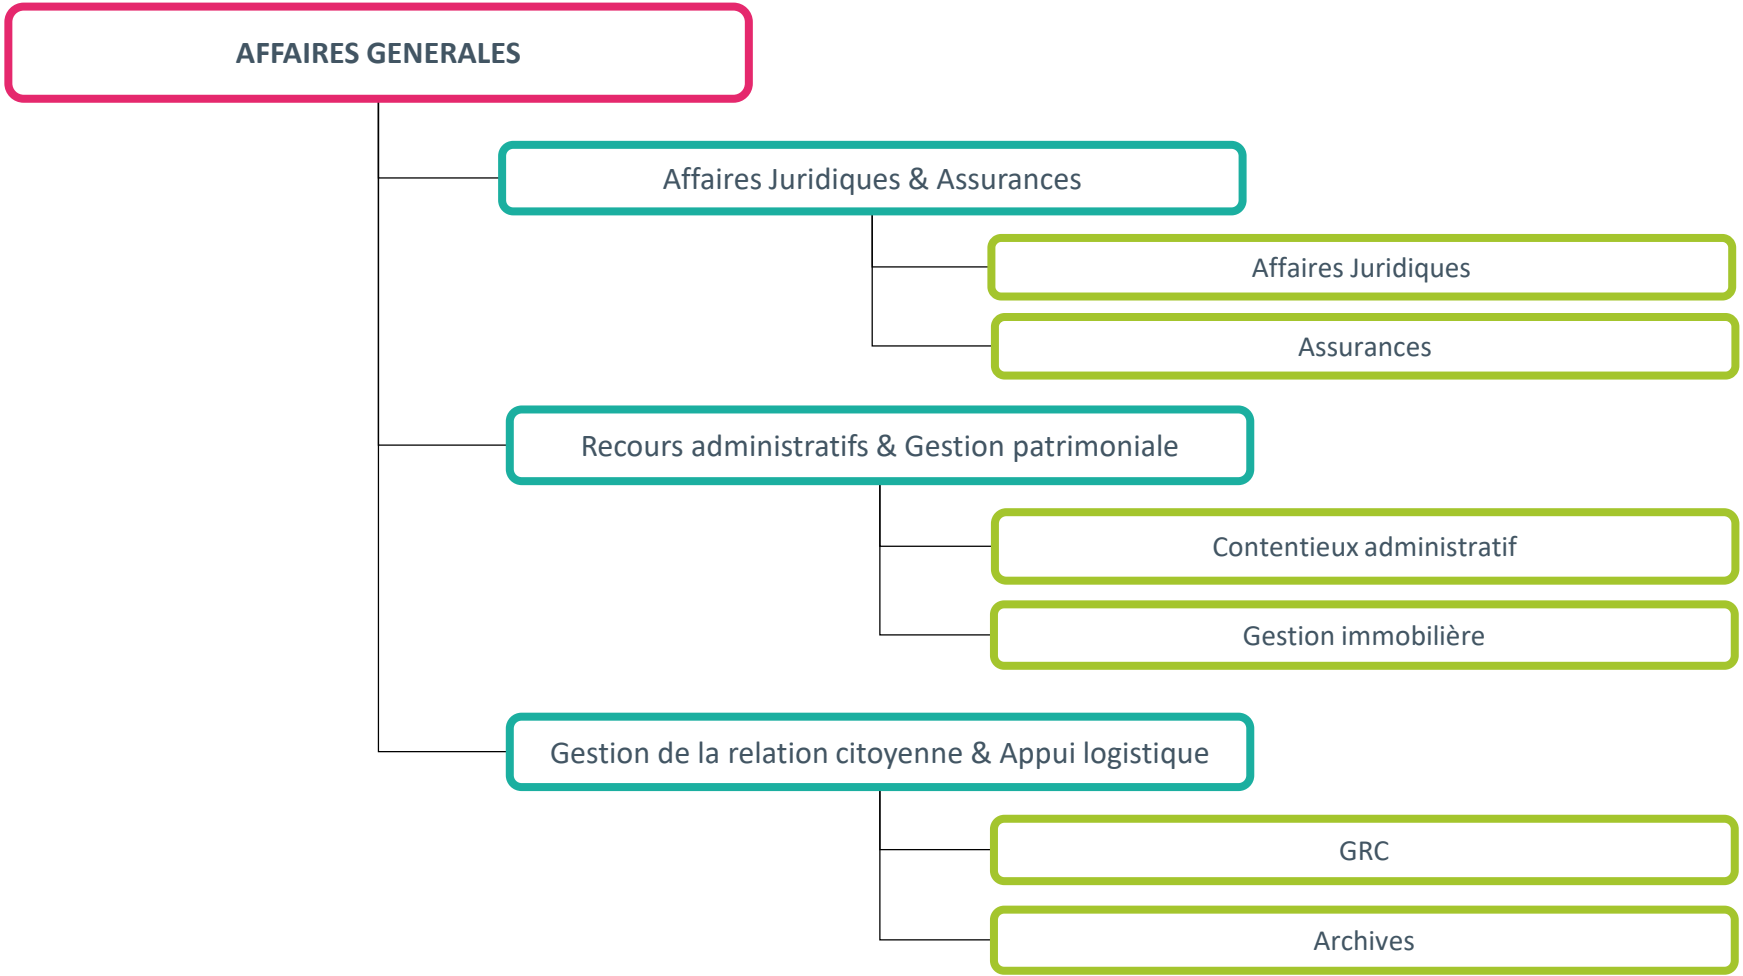 AFFAIRES GENERALES
Affaires Juridiques & Assurances
Affaires Juridiques
Assurances
Recours administratifs & Gestion patrimoniale
Contentieux administratif
Gestion immobilière
Gestion de la relation citoyenne & Appui logistique
GRC
Archives